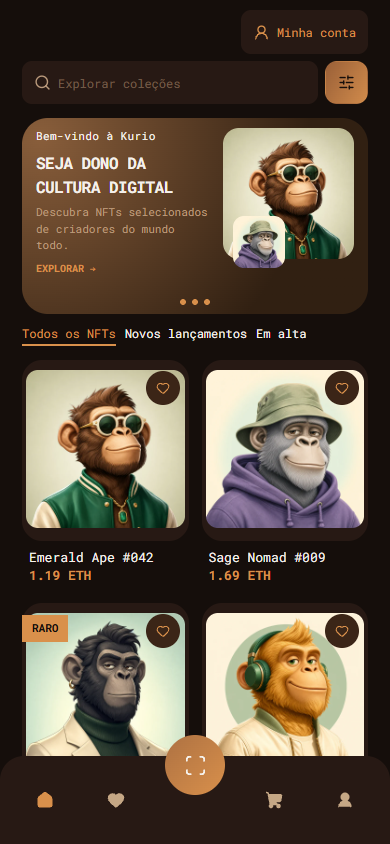 Minha conta
Explorar coleções
Bem-vindo à Kurio
SEJA DONO DA
CULTURA DIGITAL
Descubra NFTs selecionados
de criadores do mundo
todo.
EXPLORAR →
Todos os NFTs Novos lançamentos Em alta
Emerald Ape #042
1.19 ETH
Sage Nomad #009
1.69 ETH
RARO